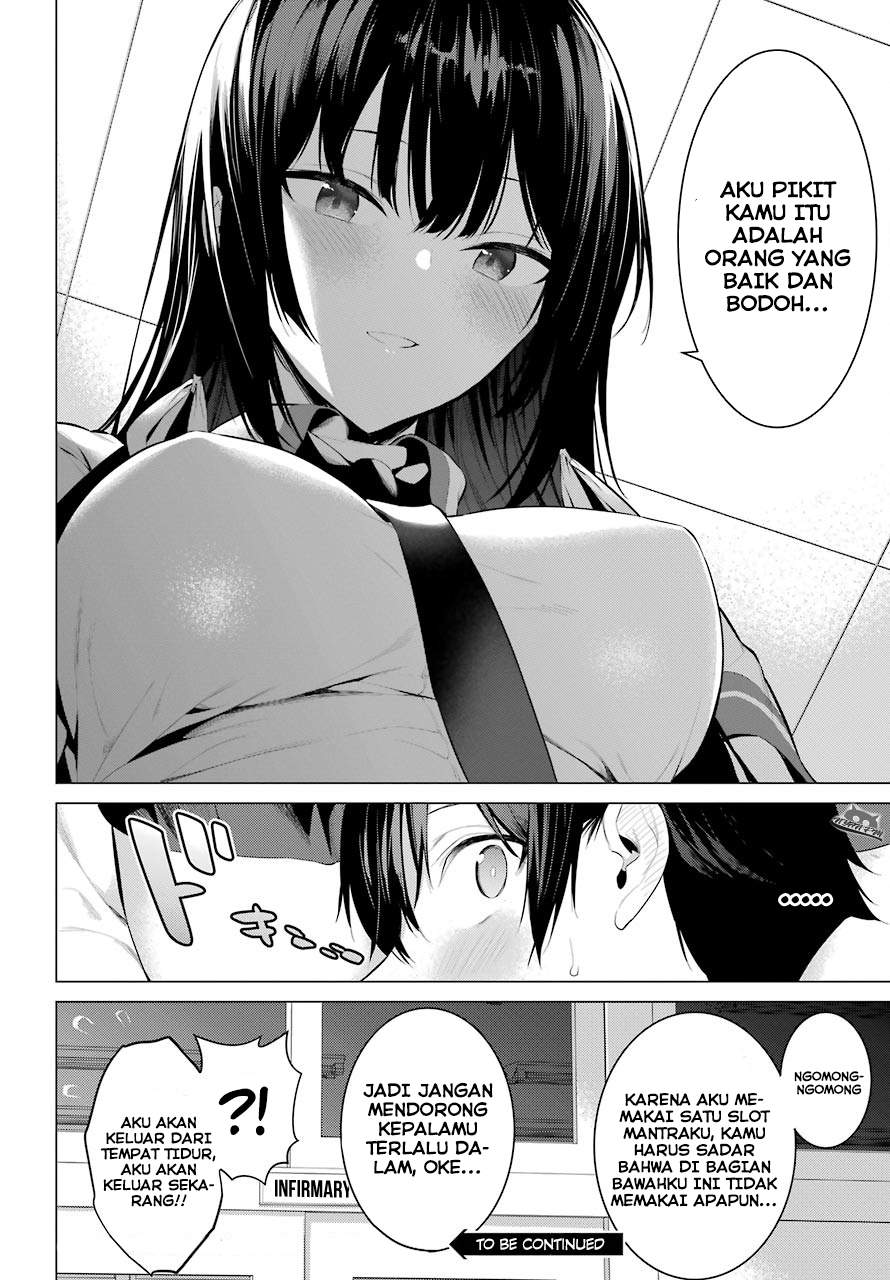 AKU PIKIT
KAMU ITU
ADALAH
ORANG YANG
BAIK DAN
BODOH...
ドキン
NGOMONG-
NGOMONG
KARENA AKU ME-
MAKAI SATU SLOT
MANTRAKU, KAMU
HARUS SADAR
BAHWA DI BAGIAN
BAWAHKU INI TIDAK
MEMAKAI APAPUN...
JADI JANGAN
MENDORONG
KEPALAMU
TERLALU DA-
LAM, OKE...
?!
AKU AKAN
KELUAR DARI
TEMPAT TIDUR,
AKU AKAN
KELUAR SEKA-
RANG!!
INFIRMARY
TO BE CONTINUED